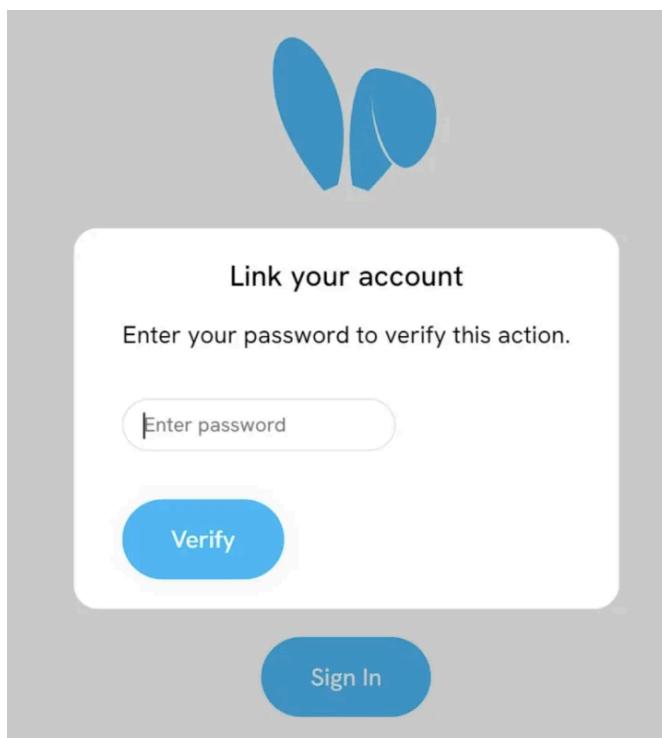 Link your account
Enter your password to verify this action.
Enter password
Verify
Sign In